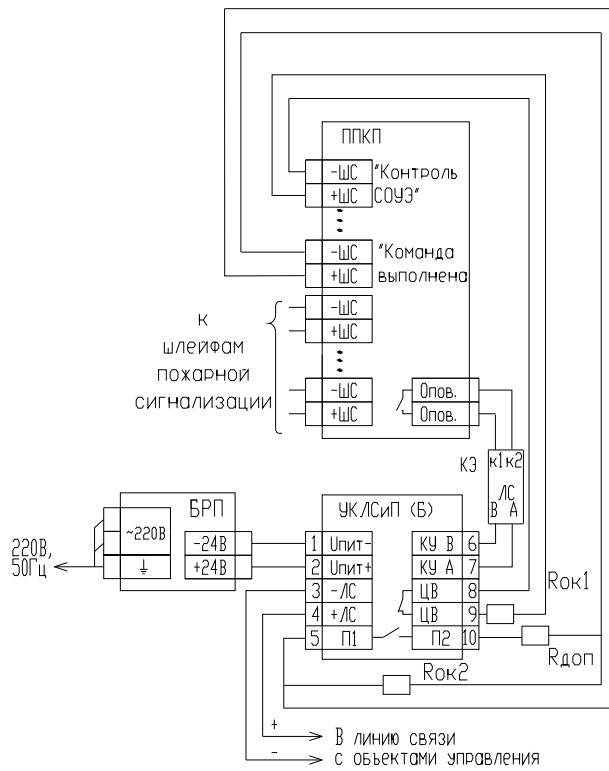 ППКП
-ШС "Контроль
+ШС СОУЭ"
-ШС "Команда
+ШС выполнена
-ШС
+ШС
к
шлейфам
пожарной
сигнализации
-ШС
+ШС
Опов.
Опов.
КЭ
к1 к2
ЛС
В А
БРП
~220В
-24В
+24В
220В,
50Гц
УКЛСиП (Б)
1 Uпит- КУ В 6
2 Uпит+ КУ А 7
3 -ЛС ЦВ 8
4 +ЛС ЦВ 9
5 П1 П2 10
Rок1
Rдоп
Rок2
+
В линию связи
-
с объектами управления